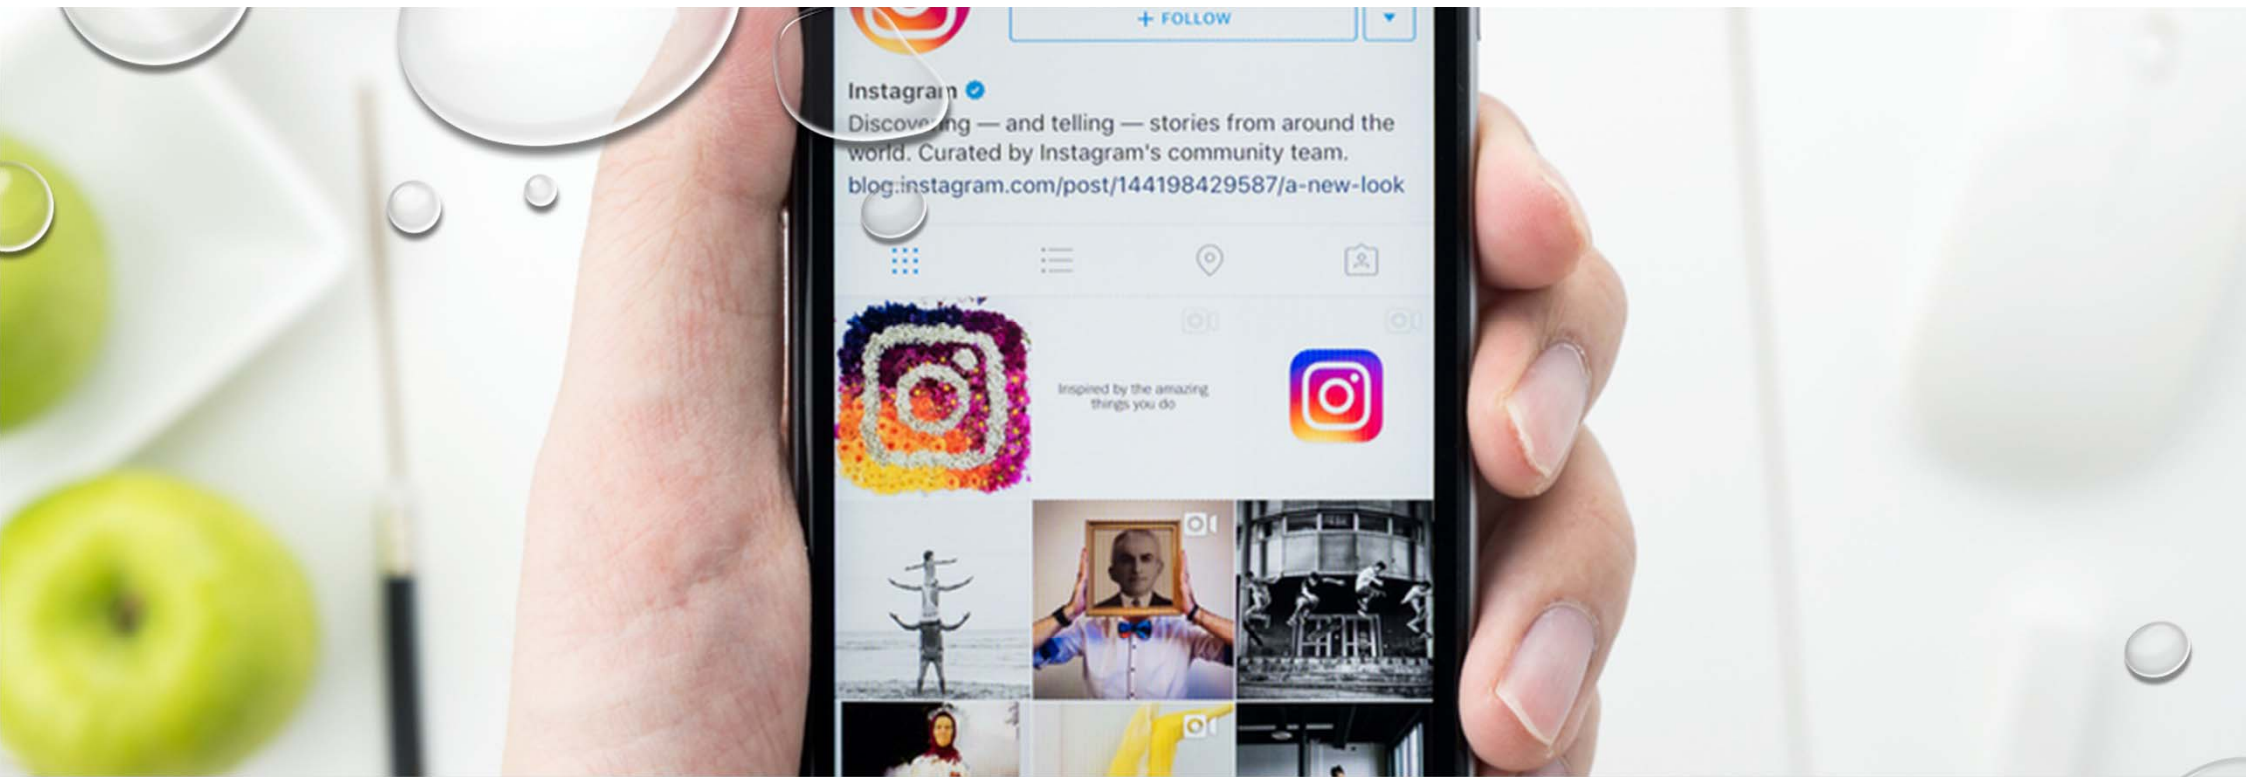 + FOLLOW
Instagram
Discovering — and telling — stories from around the
world. Curated by Instagram's community team.
blog.instagram.com/post/144198429587/a-new-look
Inspired by the amazing
things you do